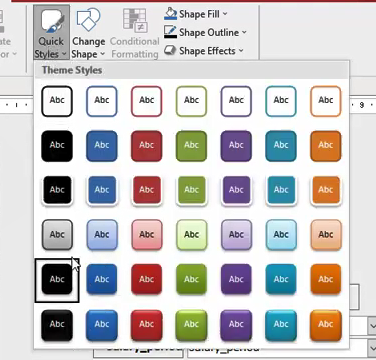 Quick Styles
Change Shape
Conditional Formatting
Shape Fill
Shape Outline
Shape Effects
Theme Styles
Abc Abc Abc Abc Abc Abc Abc
Abc Abc Abc Abc Abc Abc Abc
Abc Abc Abc Abc Abc Abc Abc
Abc Abc Abc Abc Abc Abc Abc
Abc Abc Abc Abc Abc Abc Abc
Abc Abc Abc Abc Abc Abc Abc
salary_period salary_period